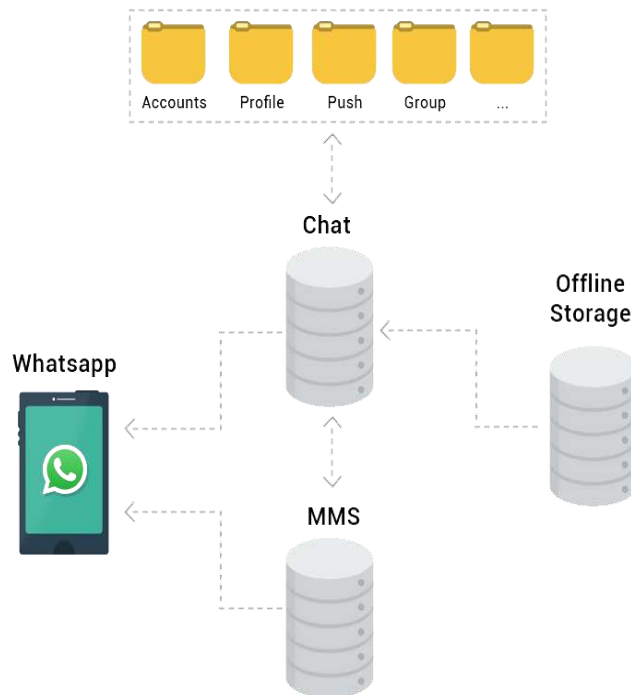 Accounts
Profile
Push
Group
...
Chat
Offline
Storage
Whatsapp
MMS